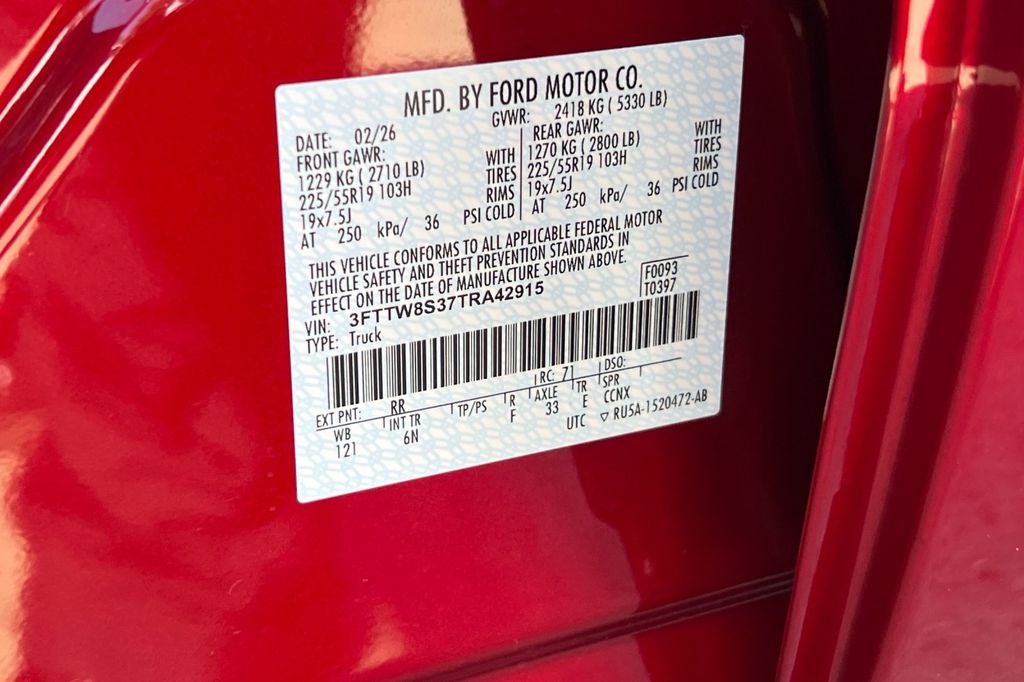 MFD. BY FORD MOTOR CO.
DATE: 02/26 GVWR: 2418 KG ( 5330 LB)
FRONT GAWR: REAR GAWR:
1229 KG ( 2710 LB) WITH 1270 KG ( 2800 LB) WITH
225/55R19 103H TIRES 225/55R19 103H TIRES
19x7.5J RIMS 19x7.5J RIMS
AT 250 kPa/ 36 PSI COLD AT 250 kPa/ 36 PSI COLD
THIS VEHICLE CONFORMS TO ALL APPLICABLE FEDERAL MOTOR
VEHICLE SAFETY AND THEFT PREVENTION STANDARDS IN
EFFECT ON THE DATE OF MANUFACTURE SHOWN ABOVE.
VIN: 3FTTW8S37TRA42915 F0093
TYPE: Truck T0397
EXT PNT: RR RC: 71 DSO:
WB INT TR TP/PS R AXLE TR SPR
121 6N F 33 E CCNX
UTC ▽ RU5A-1520472-AB